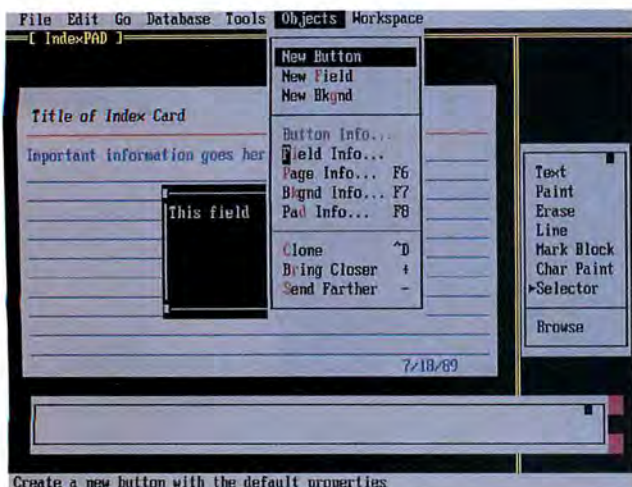 File Edit Go Database Tools Objects Workspace
[ IndexPAD ]
New Button
New Field
New Bkgnd
Button Info...
Field Info...
Page Info... F6
Bkgnd Info... F7
Pad Info... F8
Clone ^D
Bring Closer +
Send Farther -
Title of Index Card
Important information goes her
This field
7/18/89
Text
Paint
Erase
Line
Mark Block
Char Paint
►Selector
Browse
Create a new button with the default properties